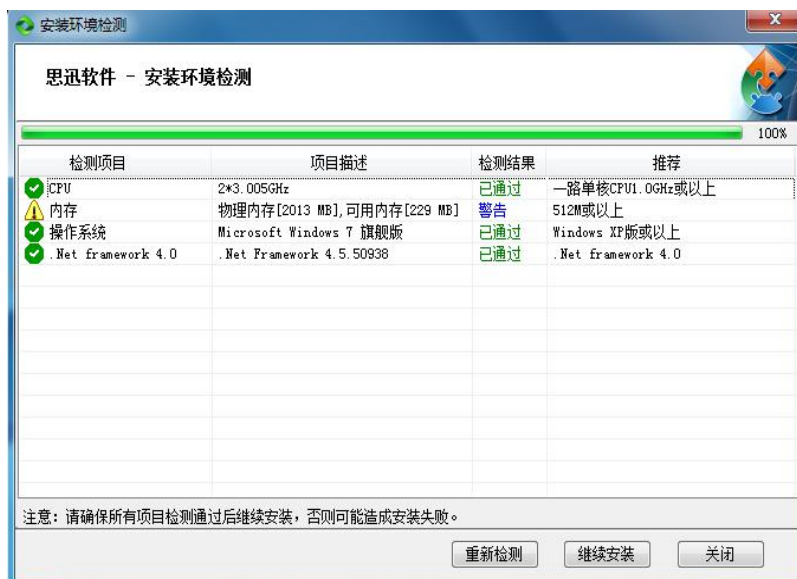 安装环境检测
思迅软件 - 安装环境检测
100%
检测项目 项目描述 检测结果 推荐
CPU 2*3.005GHz 已通过 一路单核CPU1.0GHz或以上
内存 物理内存[2013 MB],可用内存[229 MB] 警告 512M或以上
操作系统 Microsoft Windows 7 旗舰版 已通过 Windows XP版或以上
.Net framework 4.0 .Net Framework 4.5.50938 已通过 .Net framework 4.0
注意: 请确保所有项目检测通过后继续安装，否则可能造成安装失败。
重新检测 继续安装 关闭